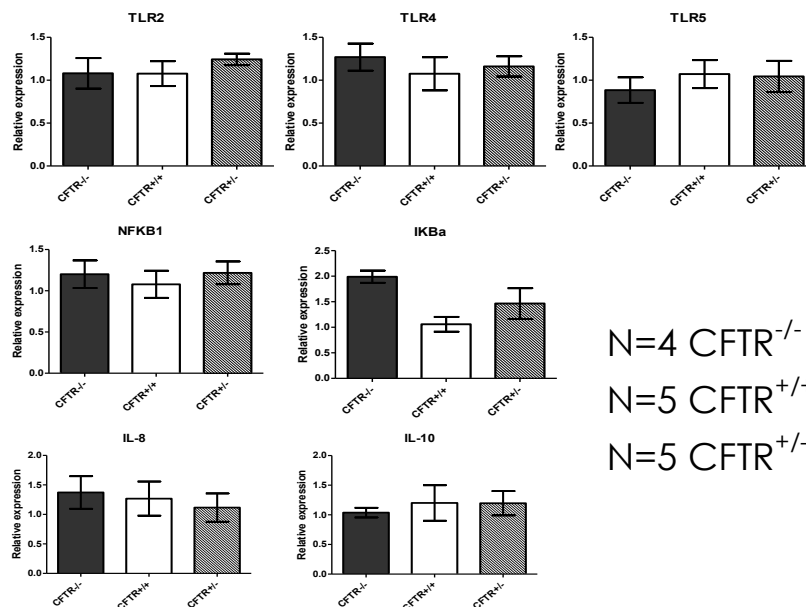 TLR2
Relative expression
1.5
1.0
0.5
0.0
CFTR-/-
CFTR+/+
CFTR+/-
TLR4
Relative expression
1.5
1.0
0.5
0.0
CFTR-/-
CFTR+/+
CFTR+/-
TLR5
Relative expression
1.5
1.0
0.5
0.0
CFTR-/-
CFTR+/+
CFTR+/-
NFKB1
Relative expression
1.5
1.0
0.5
0.0
CFTR-/-
CFTR+/+
CFTR+/-
IKBa
Relative expression
2.5
2.0
1.5
1.0
0.5
0.0
CFTR-/-
CFTR+/+
CFTR+/-
N=4 CFTR-/-
N=5 CFTR+/-
N=5 CFTR+/-
IL-8
Relative expression
2.0
1.5
1.0
0.5
0.0
CFTR-/-
CFTR+/+
CFTR+/-
IL-10
Relative expression
2.0
1.5
1.0
0.5
0.0
CFTR-/-
CFTR+/+
CFTR+/-